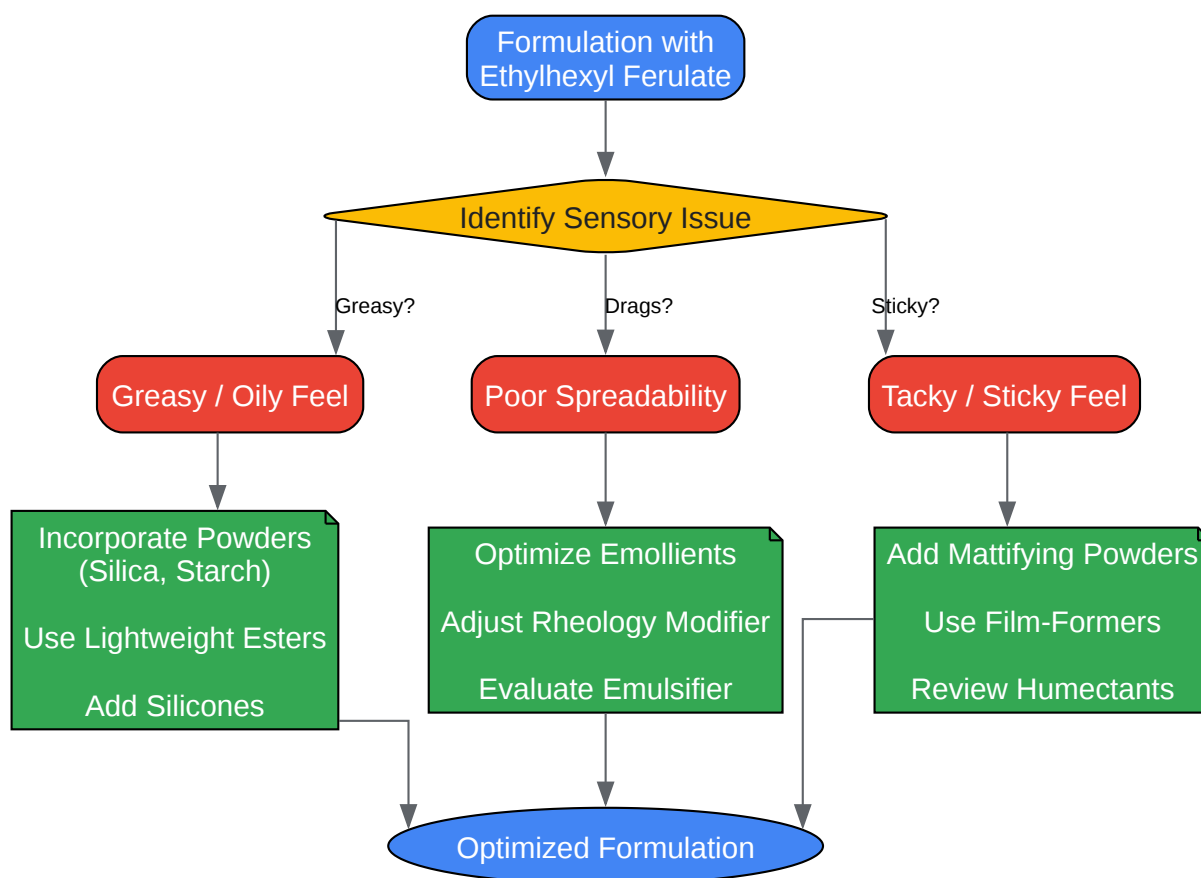 Formulation with
Ethylhexyl Ferulate
Identify Sensory Issue
Greasy?
Drags?
Sticky?
Greasy / Oily Feel
Poor Spreadability
Tacky / Sticky Feel
Incorporate Powders
(Silica, Starch)
Use Lightweight Esters
Add Silicones
Optimize Emollients
Adjust Rheology Modifier
Evaluate Emulsifier
Add Mattifying Powders
Use Film-Formers
Review Humectants
Optimized Formulation